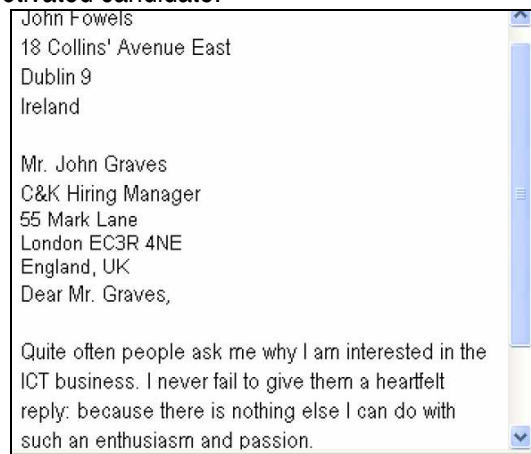 John Fowels
18 Collins' Avenue East
Dublin 9
Ireland
Mr. John Graves
C&K Hiring Manager
55 Mark Lane
London EC3R 4NE
England, UK
Dear Mr. Graves,
Quite often people ask me why I am interested in the
ICT business. I never fail to give them a heartfelt
reply: because there is nothing else I can do with
such an enthusiasm and passion.